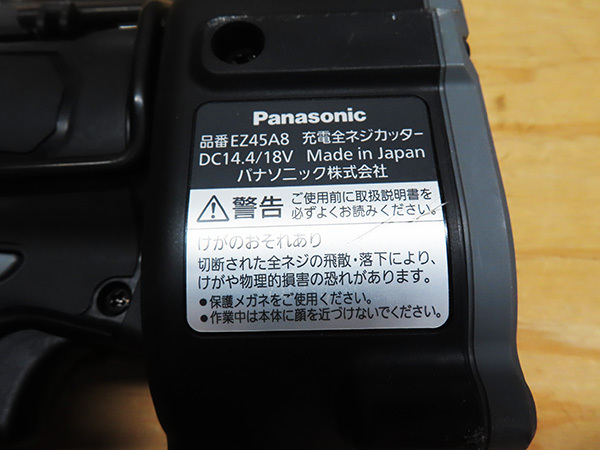 Panasonic
品番 EZ45A8 充電全ネジカッター
DC14.4/18V Made in Japan
パナソニック株式会社
警告 ご使用前に取扱説明書を
必ずよくお読みください。
けがのおそれあり
切断された全ネジの飛散・落下により、
けがや物理的損害の恐れがあります。
●保護メガネをご使用ください。
●作業中は本体に顔を近づけないでください。